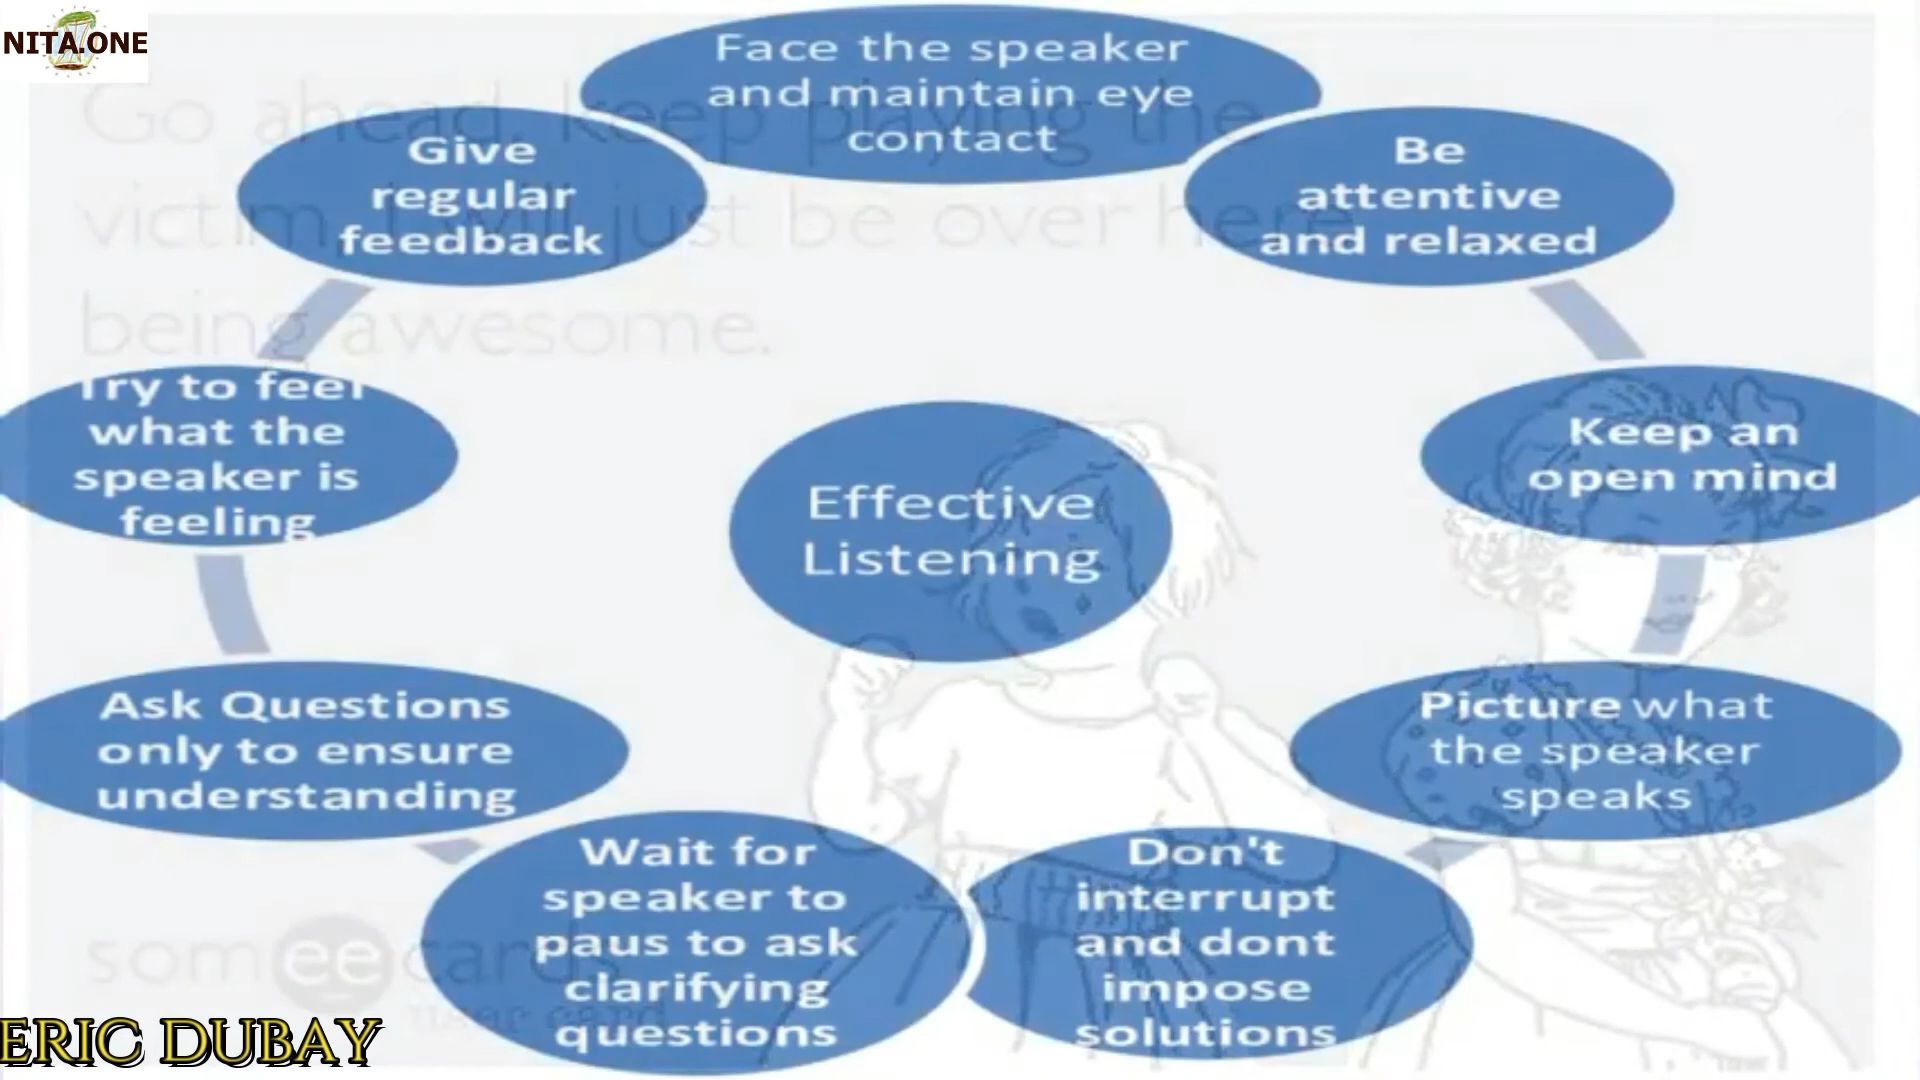 NITA.ONE
Face the speaker
and maintain eye
contact
Be
attentive
and relaxed
Keep an
open mind
Picture what
the speaker
speaks
Don't
interrupt
and dont
impose
solutions
Wait for
speaker to
paus to ask
clarifying
questions
Ask Questions
only to ensure
understanding
Try to feel
what the
speaker is
feeling
Give
regular
feedback
Effective
Listening
Go ahead, keep playing the
victim. I will just be over here
being awesome.
someecards
user card
ERIC DUBAY